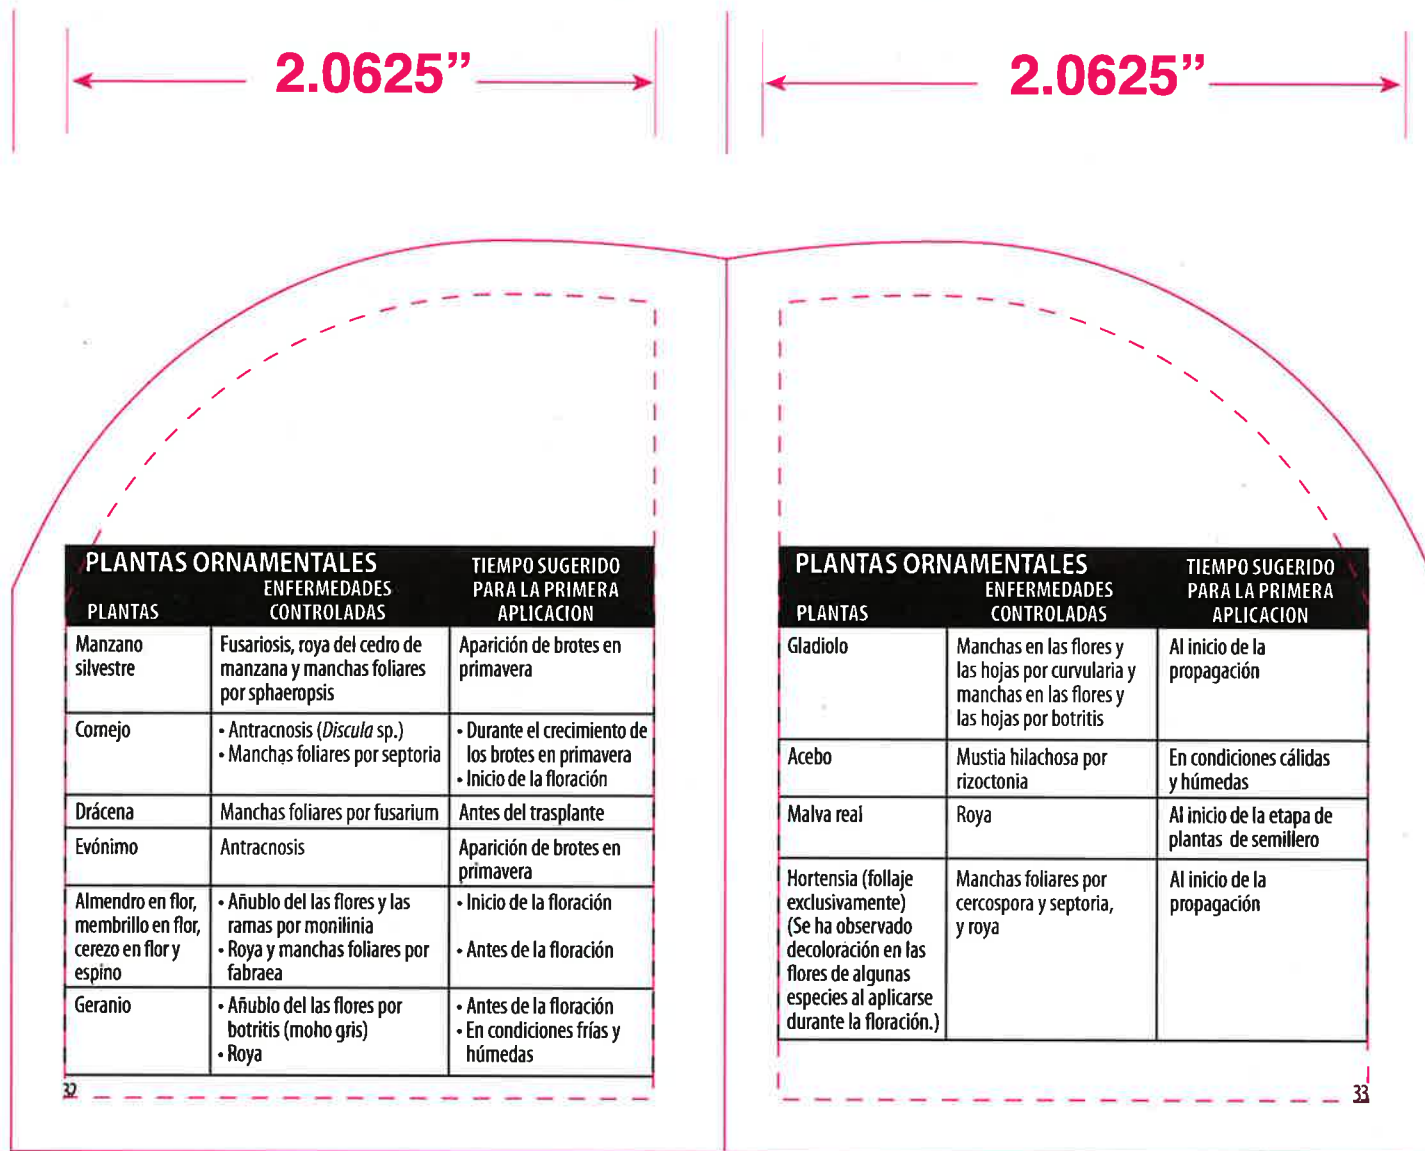 2.0625”
2.0625”
PLANTAS ORNAMENTALES
PLANTAS
ENFERMEDADES
CONTROLADAS
TIEMPO SUGERIDO
PARA LA PRIMERA
APLICACION
Manzano
silvestre
Fusariosis, roya del cedro de
manzana y manchas foliares
por sphaeropsis
Aparición de brotes en
primavera
Cornejo
• Antracnosis (Discula sp.)
• Manchas foliares por septoria
• Durante el crecimiento de
los brotes en primavera
• Inicio de la floración
Drácena
Manchas foliares por fusarium
Antes del trasplante
Evónimo
Antracnosis
Aparición de brotes en
primavera
Almendro en flor,
membrillo en flor,
cerezo en flor y
espino
• Añublo del las flores y las
ramas por monilinia
• Roya y manchas foliares por
fabraea
• Inicio de la floración
• Antes de la floración
Geranio
• Añublo del las flores por
botritis (moho gris)
• Roya
• Antes de la floración
• En condiciones frías y
húmedas
32
PLANTAS ORNAMENTALES
PLANTAS
ENFERMEDADES
CONTROLADAS
TIEMPO SUGERIDO
PARA LA PRIMERA
APLICACION
Gladiolo
Manchas en las flores y
las hojas por curvularia y
manchas en las flores y
las hojas por botritis
Al inicio de la
propagación
Acebo
Mustia hilachosa por
rizoctonia
En condiciones cálidas
y húmedas
Malva real
Roya
Al inicio de la etapa de
plantas de semillero
Hortensia (follaje
exclusivamente)
(Se ha observado
decoloración en las
flores de algunas
especies al aplicarse
durante la floración.)
Manchas foliares por
cercospora y septoria,
y roya
Al inicio de la
propagación
33